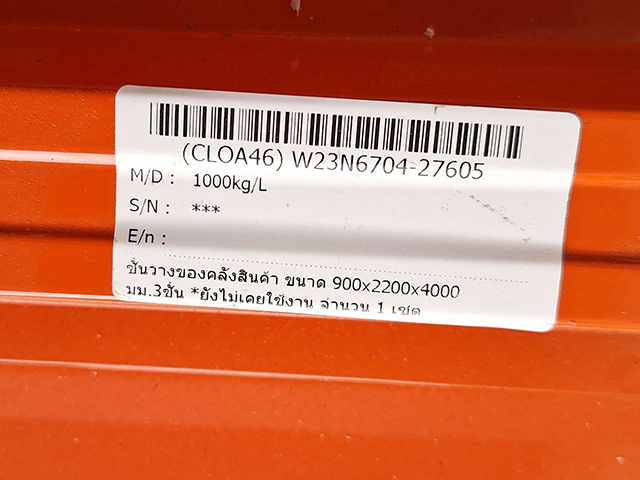 (CLOA46) W23N6704-27605
M/D : 1000kg/L
S/N : ***
E/n :
ชั้นวางของคลังสินค้า ขนาด 900x2200x4000
มม.3ชั้น *ยังไม่เคยใช้งาน จำนวน 1 เซต